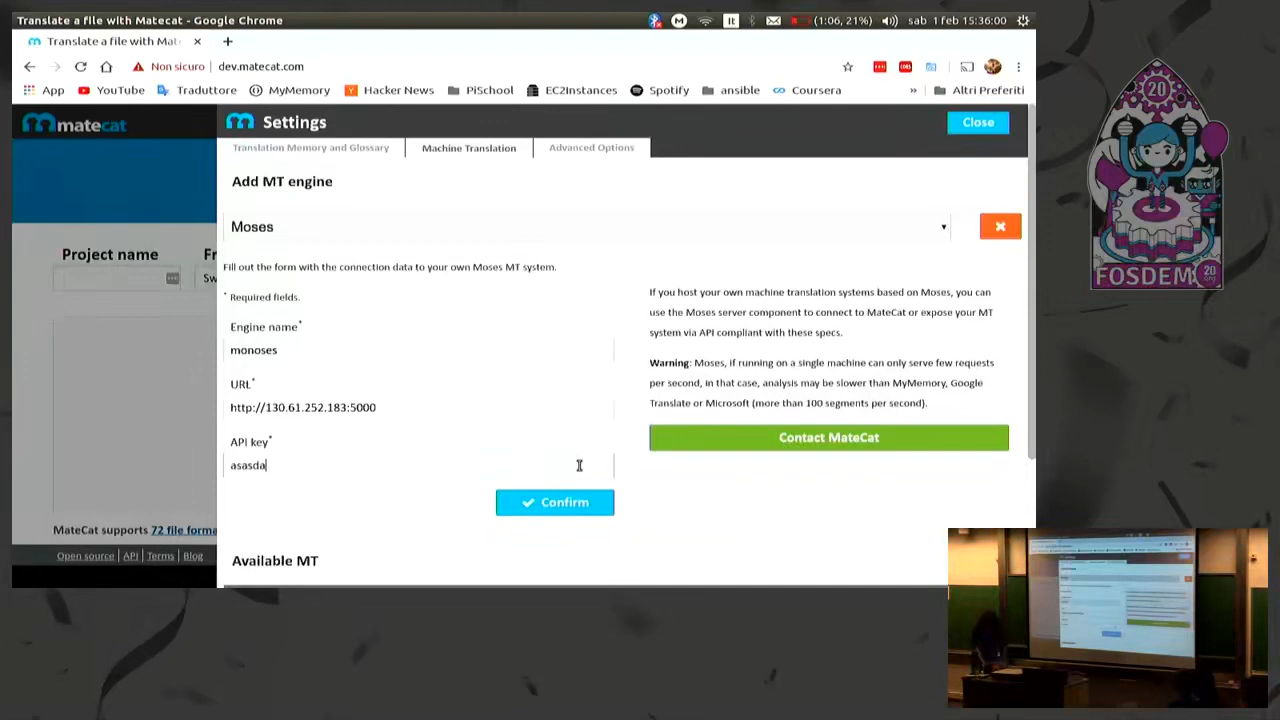 Translate a file with Matecat - Google Chrome
M
It
(1:06, 21%)
sab 1 feb 15:36:00
Translate a file with Mat
Non sicuro
dev.matecat.com
App
YouTube
Traduttore
MyMemory
Hacker News
PiSchool
EC2Instances
Spotify
ansible
Coursera
»
Altri Preferiti
matecat
Settings
Close
Translation Memory and Glossary
Machine Translation
Advanced Options
Add MT engine
Moses
Fill out the form with the connection data to your own Moses MT system.
* Required fields.
Engine name*
monoses
URL*
http://130.61.252.183:5000
API key*
asasda
Confirm
If you host your own machine translation systems based on Moses, you can
use the Moses server component to connect to MateCat or expose your MT
system via API compliant with these specs.
Warning: Moses, if running on a single machine can only serve few requests
per second, in that case, analysis may be slower than MyMemory, Google
Translate or Microsoft (more than 100 segments per second).
Contact MateCat
Available MT
Project name
Fr
Sw
MateCat supports 72 file forma
Open source
API
Terms
Blog
20
FOSDEM
20
.org